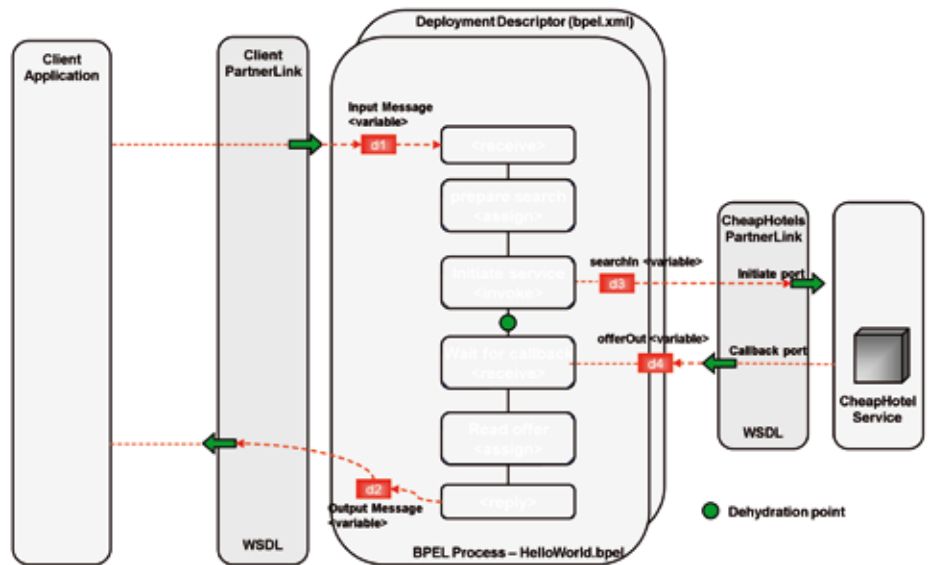 Deployment Descriptor (bpel.xml)
Client
Application
Client
PartnerLink
Input Message
<variable>
d1
<receive>
prepare search
<assign>
CheapHotels
PartnerLink
searchIn <variable>
Initiate service
<invoke>
d3
Initiate port
offerOut <variable>
Wait for callback
<receive>
d4
Callback port
CheapHotel
Service
Read offer
<assign>
WSDL
d2
<reply>
Output Message
<variable>
Dehydration point
WSDL
BPEL Process – HelloWorld.bpel